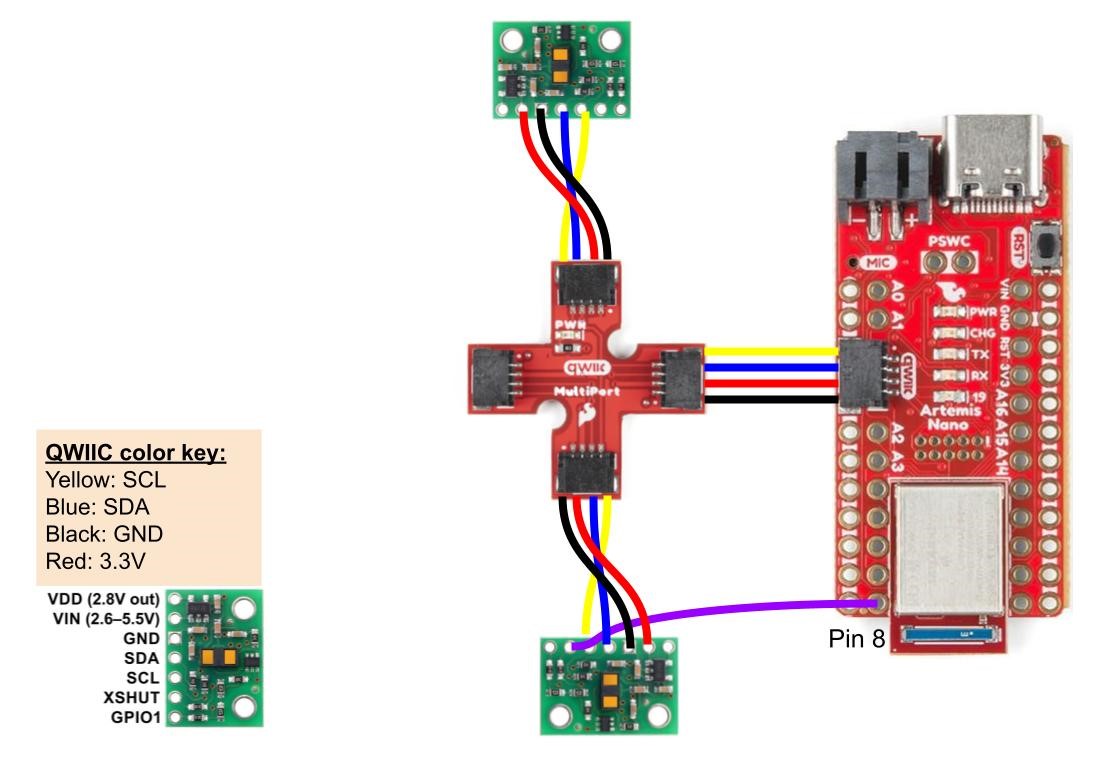 PSWC
MIC
RST
A0
A1
VIN
GND
RST
3V3
A16
A15
A14
PWR
CHG
TX
RX
19
QWIIC
Artemis
Nano
A2
A3
PWR
qwiic
MultiPort
QWIIC color key:
Yellow: SCL
Blue: SDA
Black: GND
Red: 3.3V
VDD (2.8V out)
VIN (2.6–5.5V)
GND
SDA
SCL
XSHUT
GPIO1
Pin 8